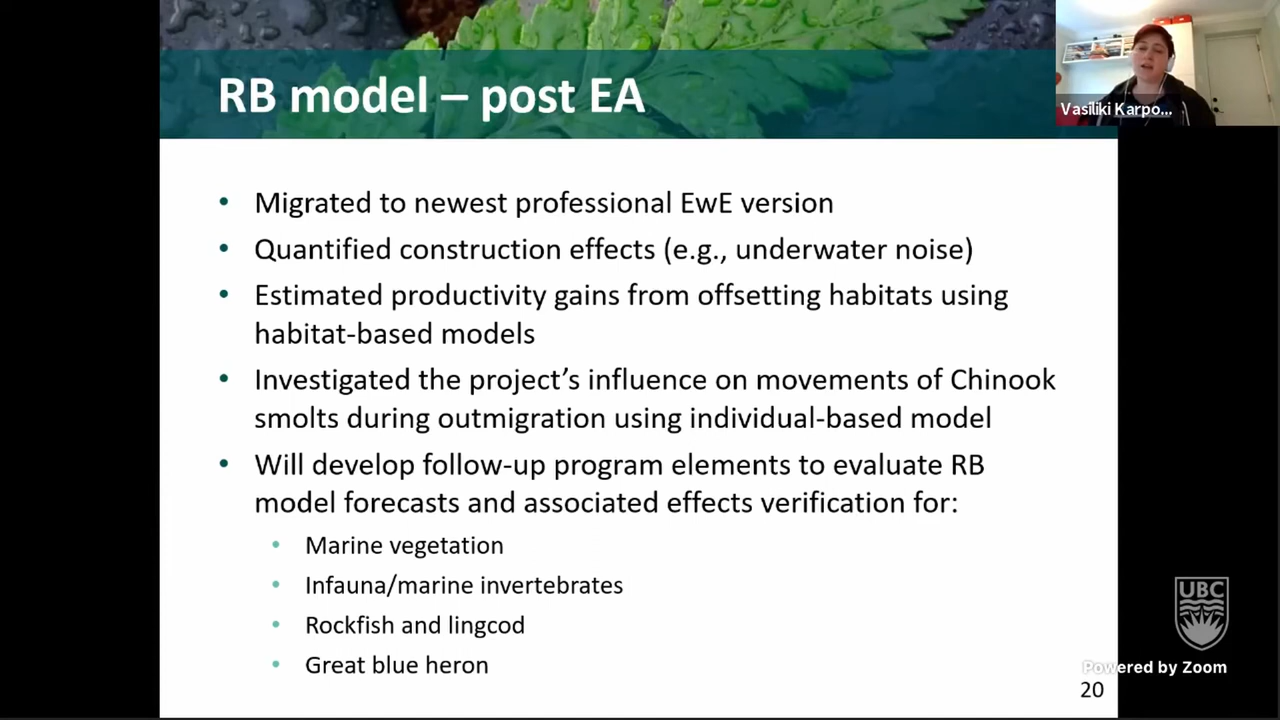 RB model – post EA
Vasiliki Karpo...
• Migrated to newest professional EwE version
• Quantified construction effects (e.g., underwater noise)
• Estimated productivity gains from offsetting habitats using
habitat-based models
• Investigated the project’s influence on movements of Chinook
smolts during outmigration using individual-based model
• Will develop follow-up program elements to evaluate RB
model forecasts and associated effects verification for:
• Marine vegetation
• Infauna/marine invertebrates
• Rockfish and lingcod
• Great blue heron
UBC
Powered by Zoom
20